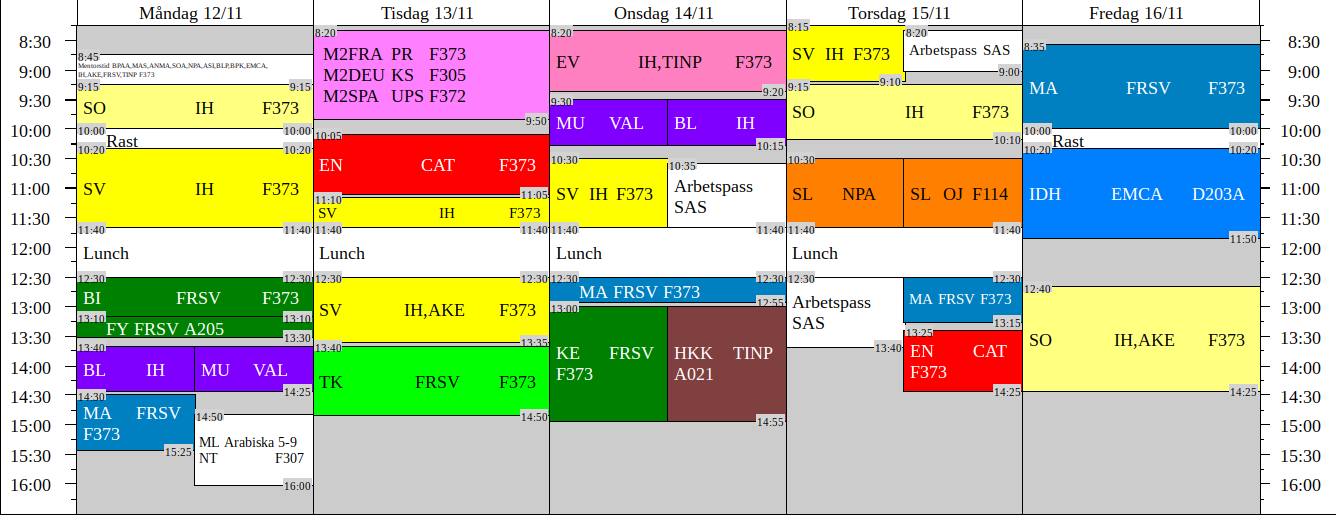 Måndag 12/11 Tisdag 13/11 Onsdag 14/11 Torsdag 15/11 Fredag 16/11
8:30
9:00
9:30
10:00
10:30
11:00
11:30
12:00
12:30
13:00
13:30
14:00
14:30
15:00
15:30
16:00
8:45
Mentorstid BPAA,MAS,ANMA,SOA,NPA,ASI,BLP,BPK,EMCA,
IH,AKE,FRSV,TINP F373
9:15 9:15
SO IH F373
10:00 10:00
Rast
10:20 10:20
SV IH F373
11:40 11:40
Lunch
12:30 12:30
BI FRSV F373
13:10 13:10
FY FRSV A205
13:30
13:40
BL IH
MU VAL
14:25
14:30
MA FRSV
F373
15:25
14:50
ML Arabiska 5-9
NT F307
16:00
8:20
M2FRA PR F373
M2DEU KS F305
M2SPA UPS F372
9:50
10:05
EN CAT F373
11:05
11:10
SV IH F373
11:40 11:40
Lunch
12:30 12:30
SV IH,AKE F373
13:35
13:40
TK FRSV F373
14:50
8:20
EV IH,TINP F373
9:20
9:30
MU VAL
BL IH
10:15
10:30
SV IH F373
11:40
10:35
Arbetspass
SAS
11:40
Lunch
12:30 12:30
MA FRSV F373
12:55
13:00
KE FRSV
F373
HKK TINP
A021
14:55
8:15
SV IH F373
9:10
8:20
Arbetspass SAS
9:00
9:15
SO IH F373
10:10
10:30
SL NPA
SL OJ F114
11:40 11:40
Lunch
12:30 12:30
Arbetspass
SAS
13:40
MA FRSV F373
13:15
13:25
EN CAT
F373
14:25
8:35
MA FRSV F373
10:00 10:00
Rast
10:20 10:20
IDH EMCA D203A
11:50
12:40
SO IH,AKE F373
14:25
8:30
9:00
9:30
10:00
10:30
11:00
11:30
12:00
12:30
13:00
13:30
14:00
14:30
15:00
15:30
16:00